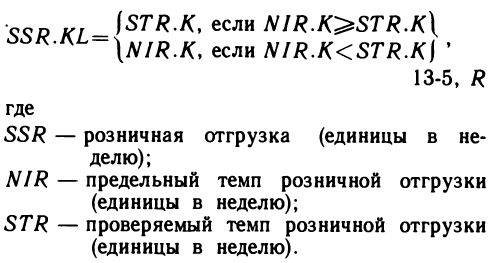 SSR.KL = {STR.K, если NIR.K⩾STR.K}
{NIR.K, если NIR.K<STR.K} ,
13-5, R
где
SSR — розничная отгрузка (единицы в не-
делю);
NIR — предельный темп розничной отгрузки
(единицы в неделю);
STR — проверяемый темп розничной отгрузки
(единицы в неделю).